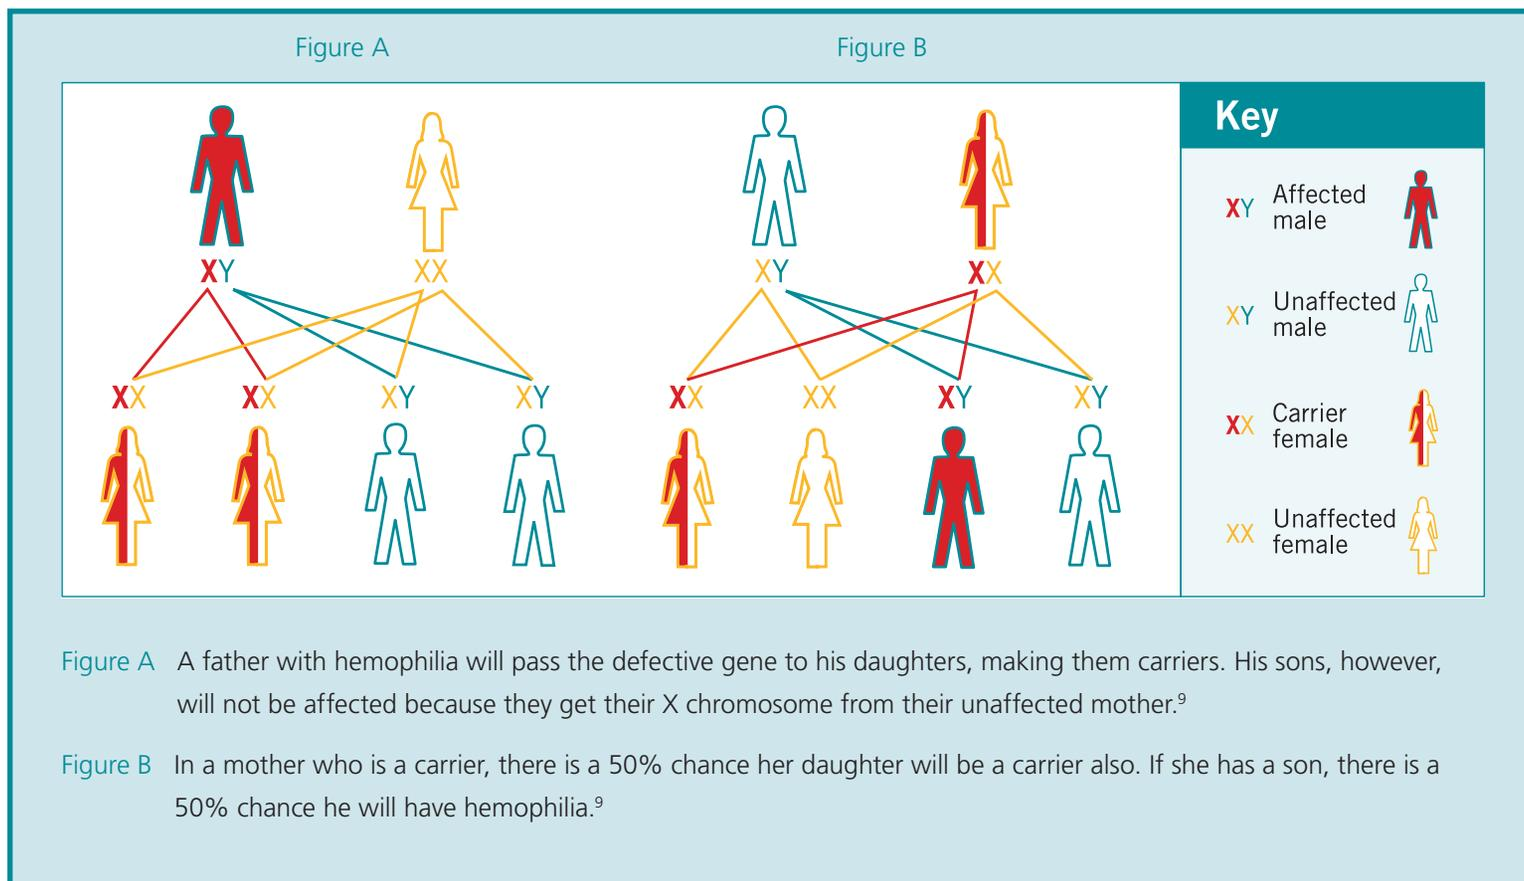 Figure A
Figure B
XY
XX
XY
XX
XX
XX
XY
XY
XX
XX
XY
XY
Key
XY Affected
male
XY Unaffected
male
XX Carrier
female
XX Unaffected
female
Figure A A father with hemophilia will pass the defective gene to his daughters, making them carriers. His sons, however,
will not be affected because they get their X chromosome from their unaffected mother.⁹
Figure B In a mother who is a carrier, there is a 50% chance her daughter will be a carrier also. If she has a son, there is a
50% chance he will have hemophilia.⁹